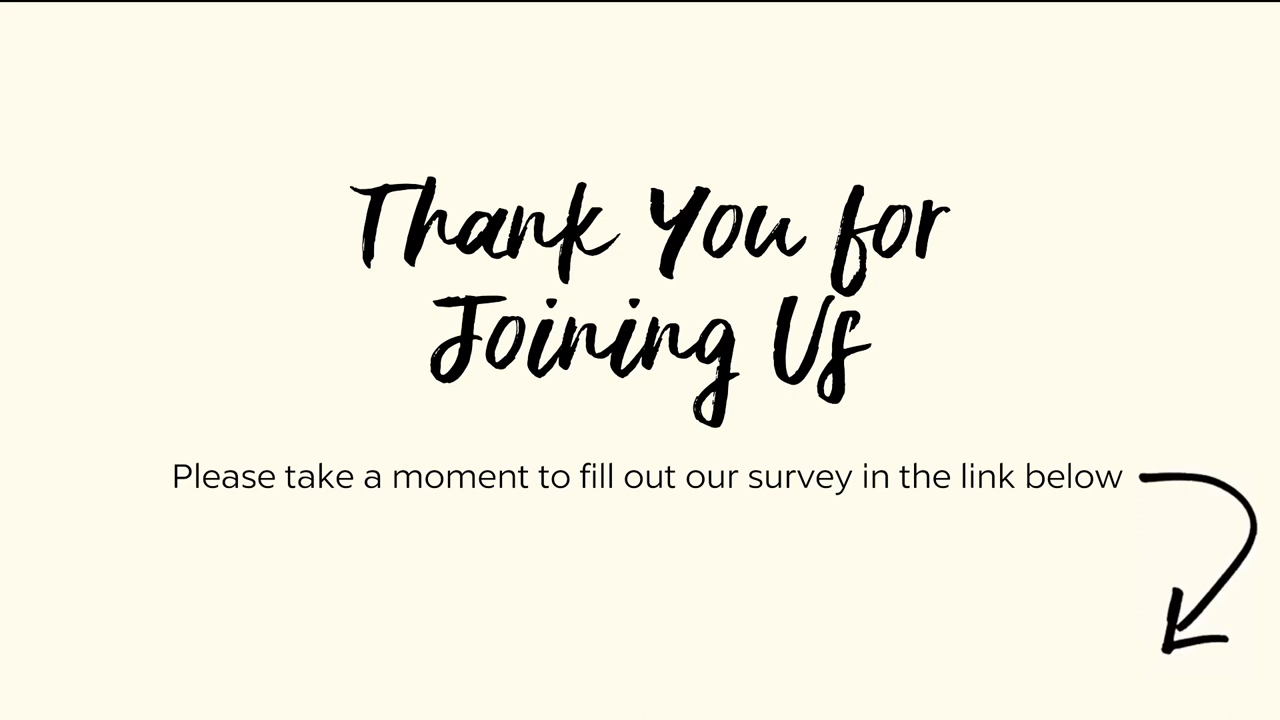 Thank You for
Joining Us
Please take a moment to fill out our survey in the link below